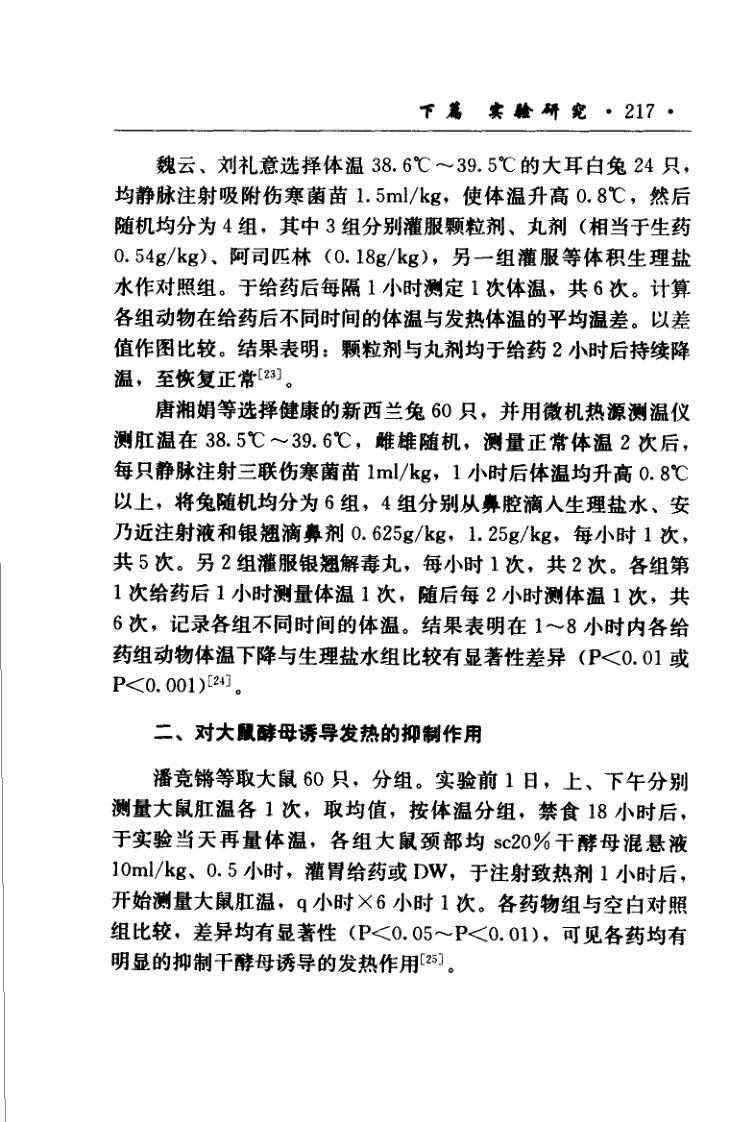 下篇 实验研究 · 217 ·
魏云、刘礼意选择体温 38.6℃～39.5℃的大耳白兔 24 只，
均静脉注射吸附伤寒菌苗 1.5ml/kg，使体温升高 0.8℃，然后
随机均分为 4 组，其中 3 组分别灌服颗粒剂、丸剂（相当于生药
0.54g/kg）、阿司匹林（0.18g/kg），另一组灌服等体积生理盐
水作对照组。于给药后每隔 1 小时测定 1 次体温，共 6 次。计算
各组动物在给药后不同时间的体温与发热体温的平均温差。以差
值作图比较。结果表明：颗粒剂与丸剂均于给药 2 小时后持续降
温，至恢复正常[23]。
唐湘娟等选择健康的新西兰兔 60 只，并用微机热源测温仪
测肛温在 38.5℃～39.6℃，雌雄随机，测量正常体温 2 次后，
每只静脉注射三联伤寒菌苗 1ml/kg，1 小时后体温均升高 0.8℃
以上，将兔随机均分为 6 组，4 组分别从鼻腔滴人生理盐水、安
乃近注射液和银翘滴鼻剂 0.625g/kg，1.25g/kg，每小时 1 次，
共 5 次。另 2 组灌服银翘解毒丸，每小时 1 次，共 2 次。各组第
1 次给药后 1 小时测量体温 1 次，随后每 2 小时测体温 1 次，共
6 次，记录各组不同时间的体温。结果表明在 1～8 小时内各给
药组动物体温下降与生理盐水组比较有显著性差异（P<0.01 或
P<0.001）[24]。
二、对大鼠酵母诱导发热的抑制作用
潘竞锵等取大鼠 60 只，分组。实验前 1 日，上、下午分别
测量大鼠肛温各 1 次，取均值，按体温分组，禁食 18 小时后，
于实验当天再量体温，各组大鼠颈部均 sc20%干酵母混悬液
10ml/kg、0.5 小时，灌胃给药或 DW，于注射致热剂 1 小时后，
开始测量大鼠肛温，q 小时×6 小时 1 次。各药物组与空白对照
组比较，差异均有显著性（P<0.05～P<0.01），可见各药均有
明显的抑制干酵母诱导的发热作用[25]。